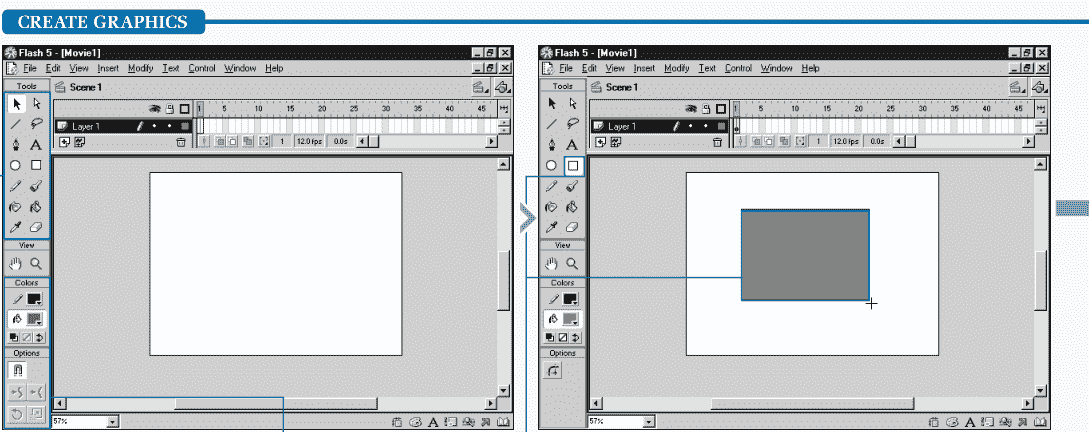 CREATE GRAPHICS
Flash 5 - [Movie1]
File Edit View Insert Modify Text Control Window Help
Tools
Scene 1
1 5 10 15 20 25 30 35 40 45
Layer 1
1 12.0 fps 0.0s
View
Colors
Options
57%
Flash 5 - [Movie1]
File Edit View Insert Modify Text Control Window Help
Tools
Scene 1
1 5 10 15 20 25 30 35 40 45
Layer 1
1 12.0 fps 0.0s
View
Colors
Options
57%